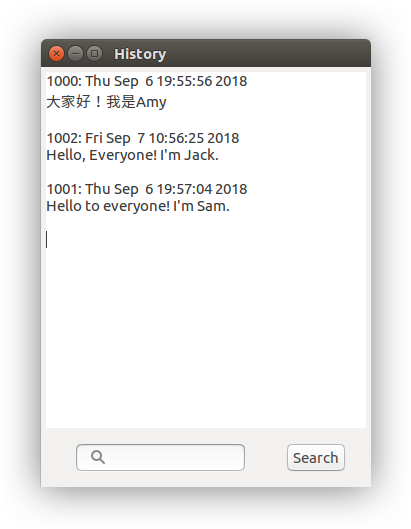 History
1000: Thu Sep  6 19:55:56 2018
大家好！我是Amy
1002: Fri Sep  7 10:56:25 2018
Hello, Everyone! I'm Jack.
1001: Thu Sep  6 19:57:04 2018
Hello to everyone! I'm Sam.
Search